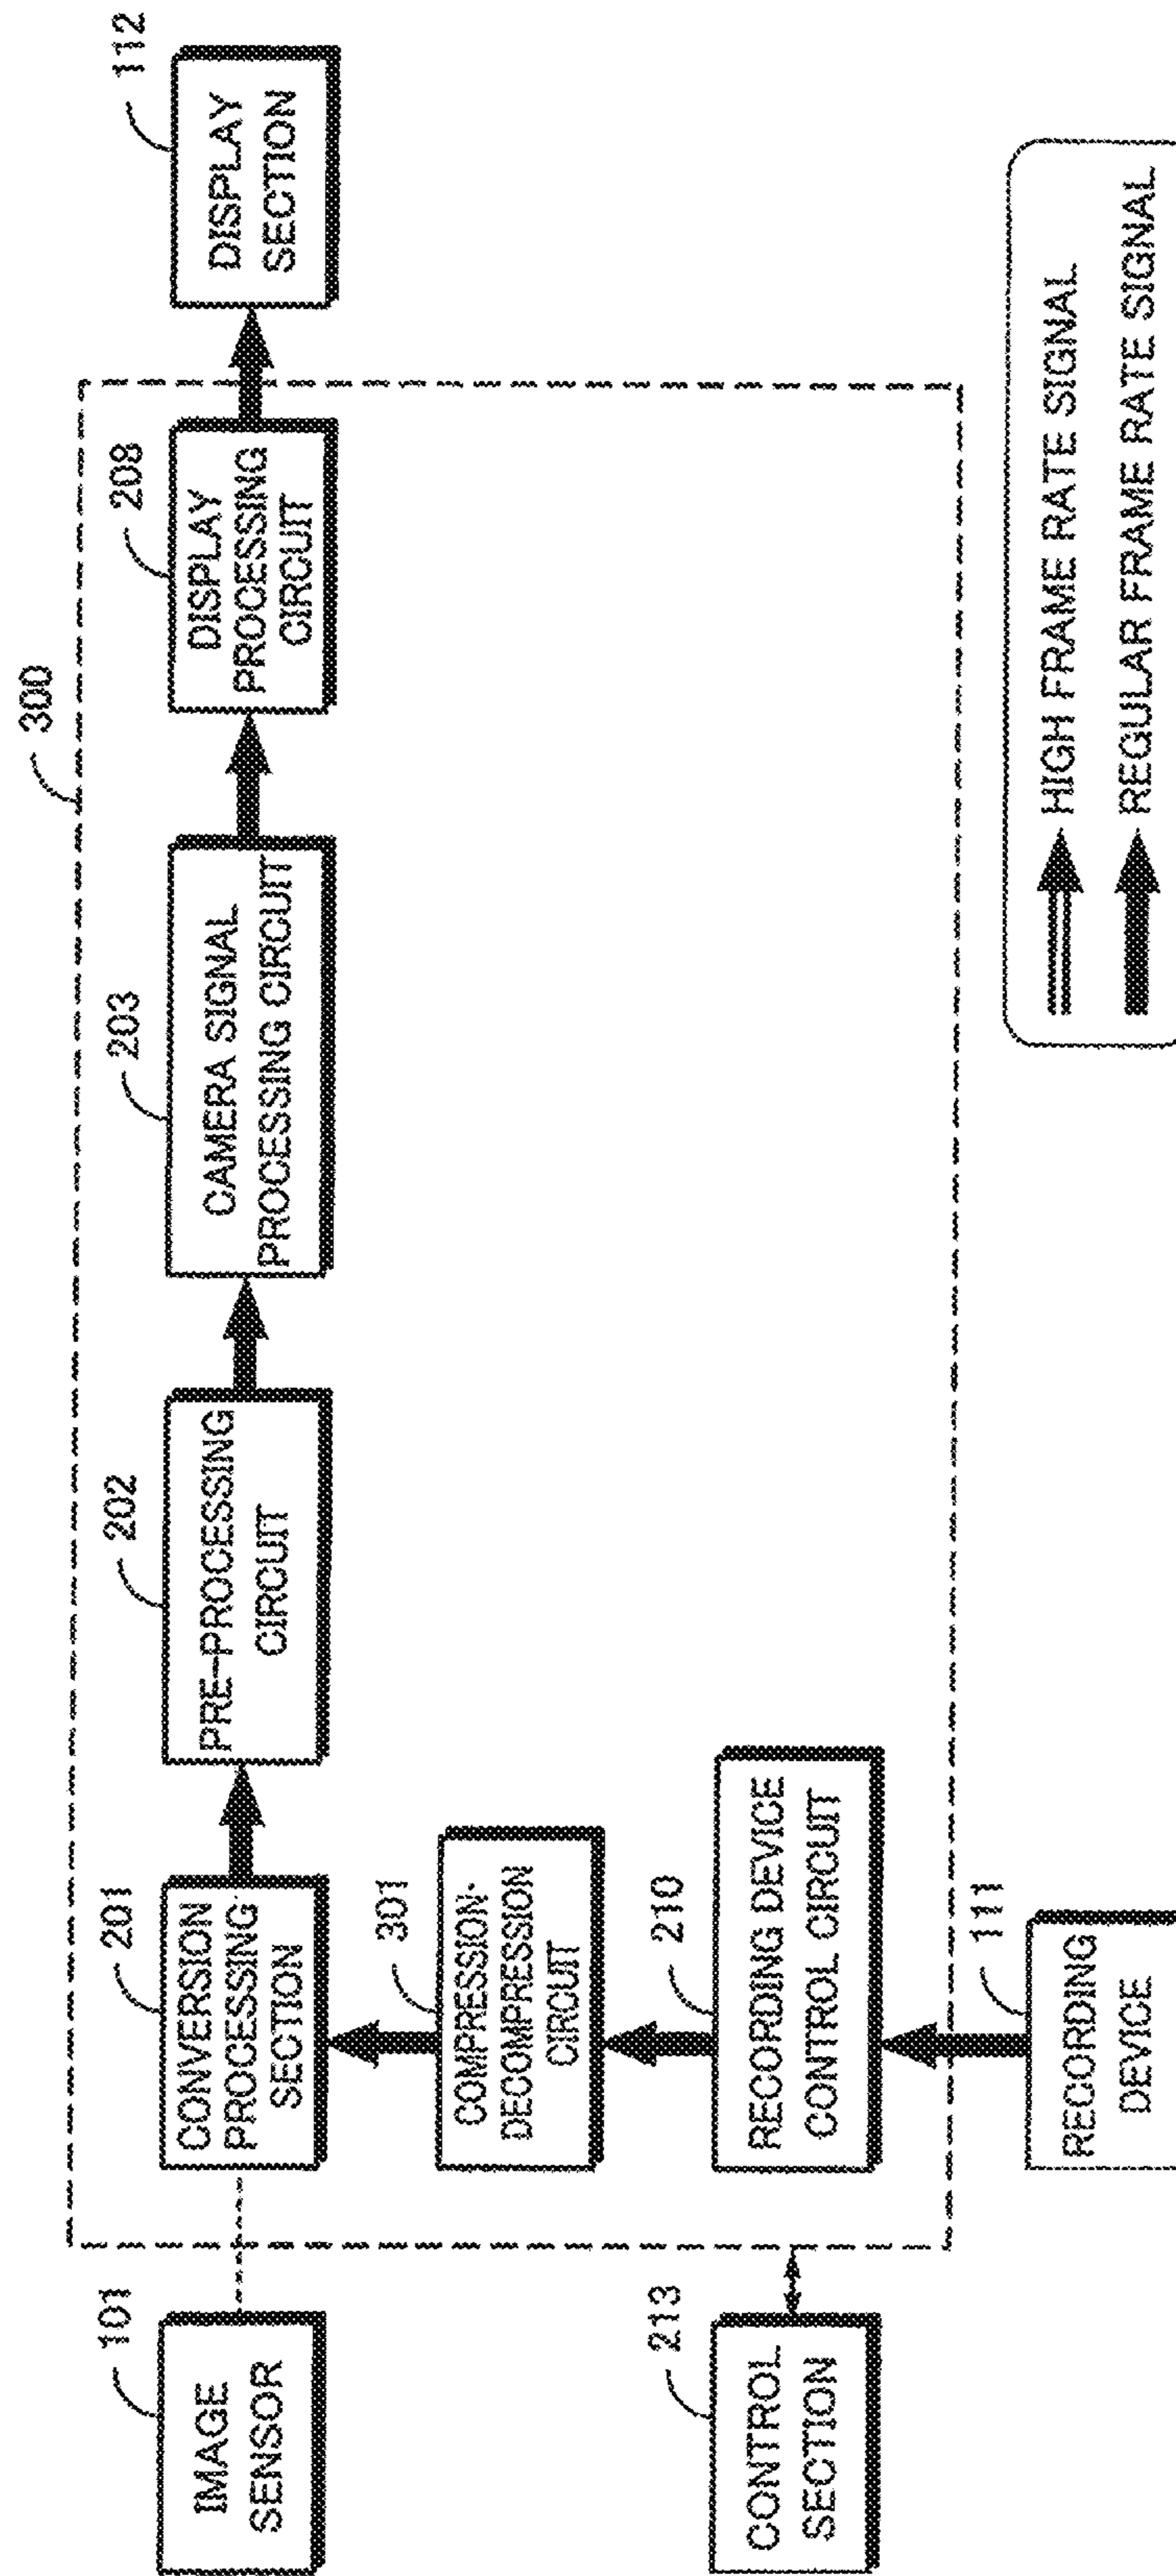 300
101
IMAGE
SENSOR
201
CONVERSION
PROCESSING
SECTION
202
PRE-PROCESSING
CIRCUIT
203
CAMERA SIGNAL
PROCESSING CIRCUIT
208
DISPLAY
PROCESSING
CIRCUIT
112
DISPLAY
SECTION
301
COMPRESSION·
DECOMPRESSION
CIRCUIT
213
CONTROL
SECTION
210
RECORDING DEVICE
CONTROL CIRCUIT
111
RECORDING
DEVICE
HIGH FRAME RATE SIGNAL
REGULAR FRAME RATE SIGNAL